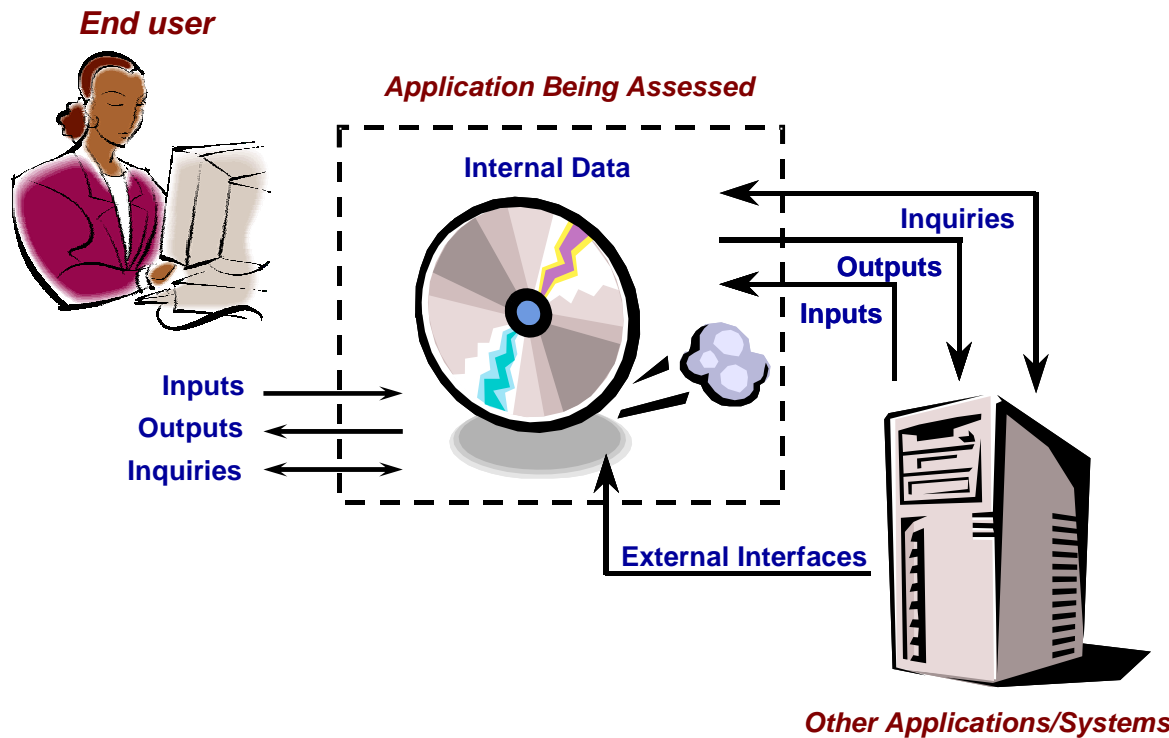 End user
Application Being Assessed
Internal Data
Inquiries
Outputs
Inputs
Inputs
Outputs
Inquiries
External Interfaces
Other Applications/Systems